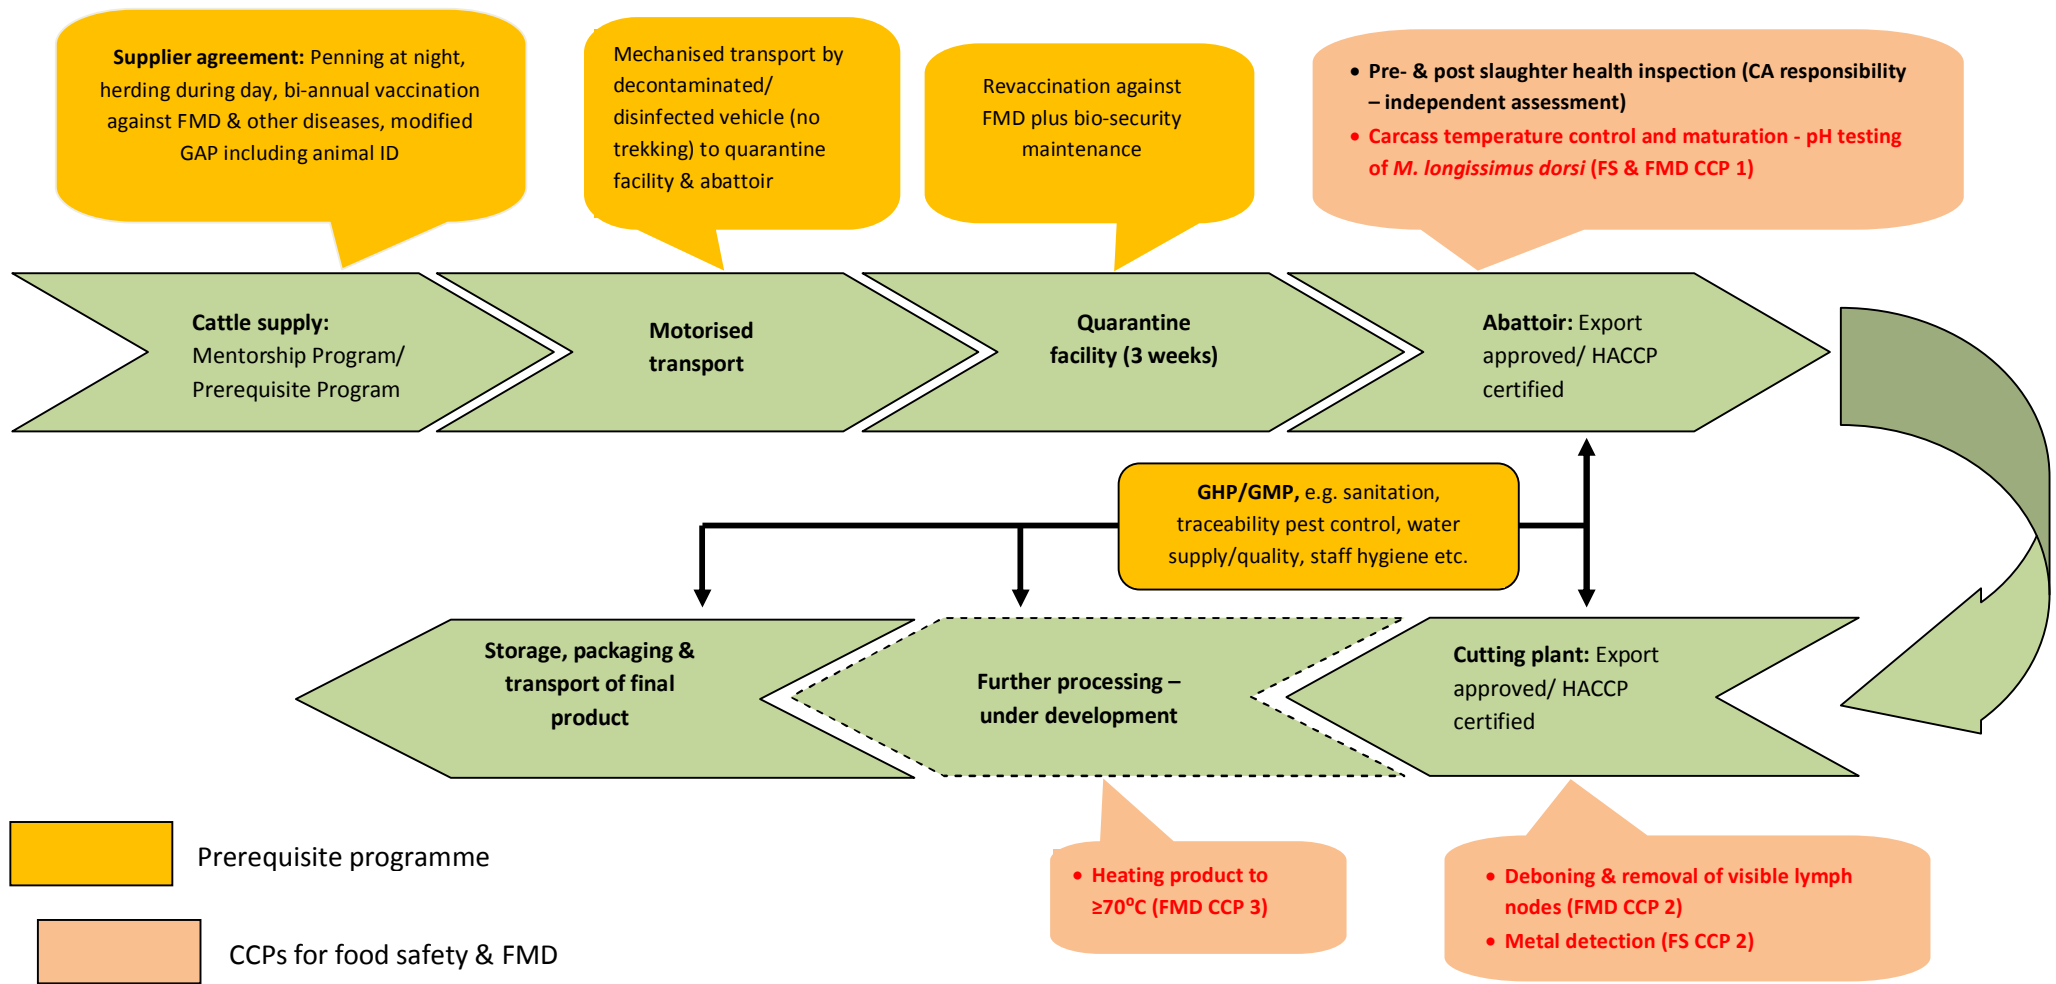 Supplier agreement: Penning at night,
herding during day, bi-annual vaccination
against FMD & other diseases, modified
GAP including animal ID
Mechanised transport by
decontaminated/
disinfected vehicle (no
trekking) to quarantine
facility & abattoir
Revaccination against
FMD plus bio-security
maintenance
• Pre- & post slaughter health inspection (CA responsibility
– independent assessment)
• Carcass temperature control and maturation - pH testing
of M. longissimus dorsi (FS & FMD CCP 1)
Cattle supply:
Mentorship Program/
Prerequisite Program
Motorised
transport
Quarantine
facility (3 weeks)
Abattoir: Export
approved/ HACCP
certified
GHP/GMP, e.g. sanitation,
traceability pest control, water
supply/quality, staff hygiene etc.
Storage, packaging &
transport of final
product
Further processing –
under development
Cutting plant: Export
approved/ HACCP
certified
• Heating product to
≥70⁰C (FMD CCP 3)
• Deboning & removal of visible lymph
nodes (FMD CCP 2)
• Metal detection (FS CCP 2)
Prerequisite programme
CCPs for food safety & FMD